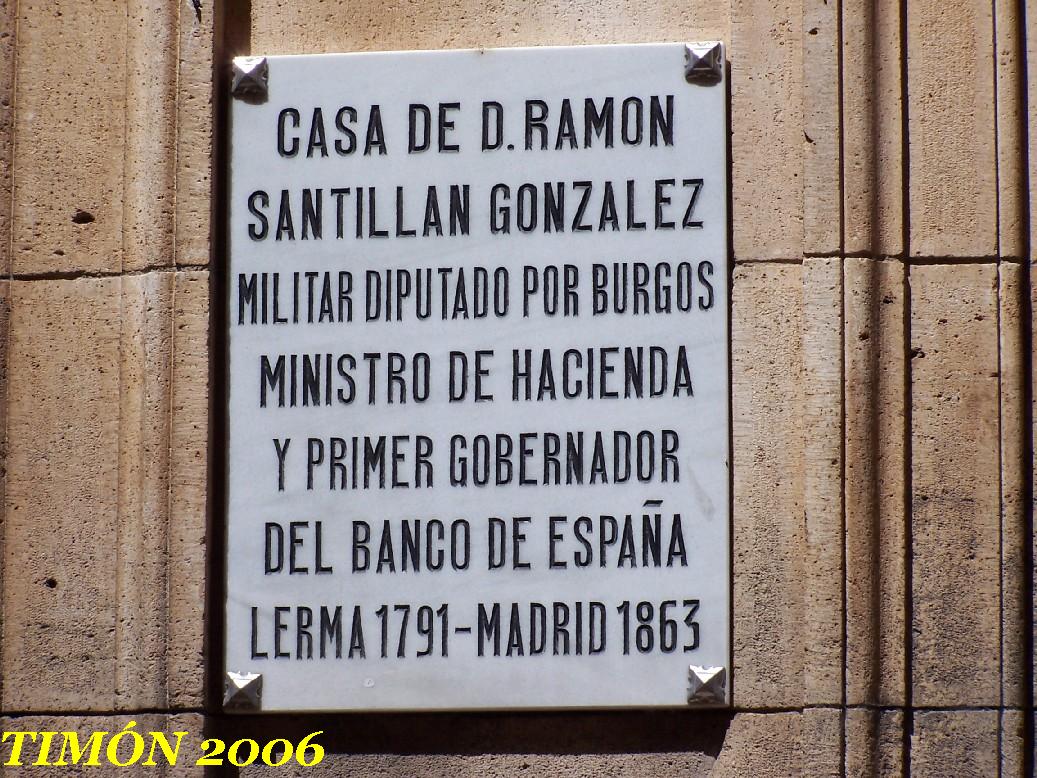 CASA DE D. RAMON
SANTILLAN GONZALEZ
MILITAR DIPUTADO POR BURGOS
MINISTRO DE HACIENDA
Y PRIMER GOBERNADOR
DEL BANCO DE ESPAÑA
LERMA 1791-MADRID 1863
TIMÓN 2006